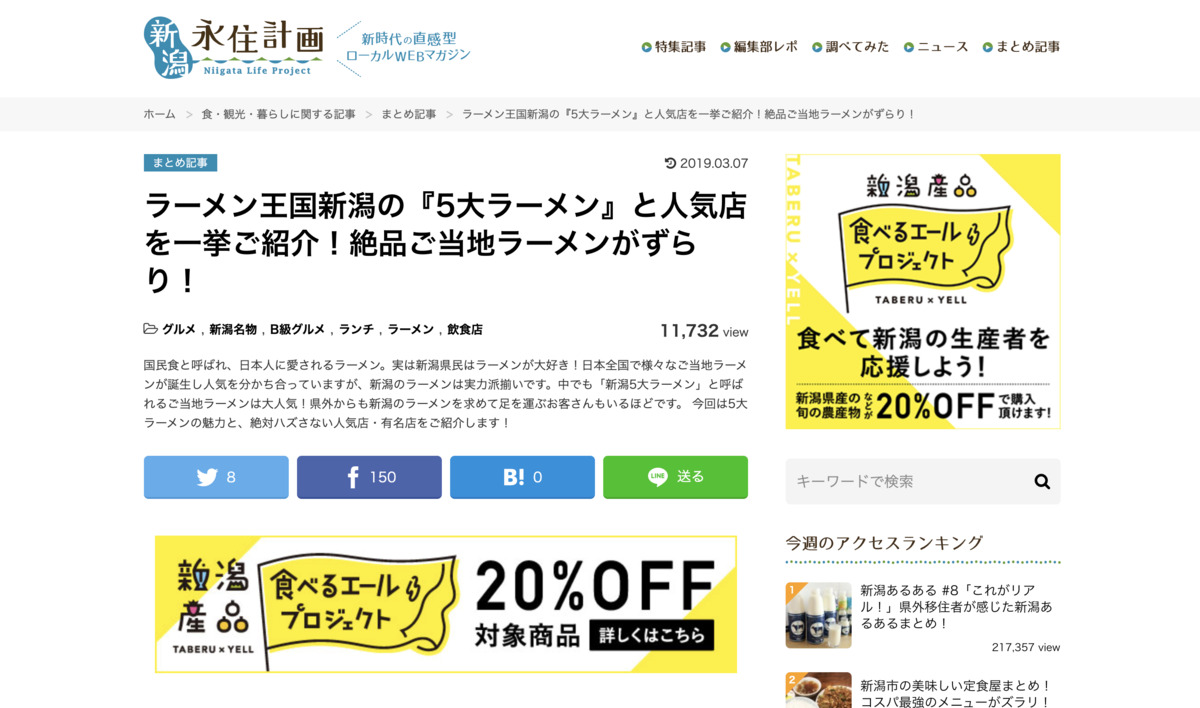 新潟
永住計画
Niigata Life Project
新時代の直感型
ローカルWEBマガジン
特集記事 編集部レポ 調べてみた ニュース まとめ記事
ホーム > 食・観光・暮らしに関する記事 > まとめ記事 > ラーメン王国新潟の『5大ラーメン』と人気店を一挙ご紹介！絶品ご当地ラーメンがずらり！
まとめ記事
2019.03.07
ラーメン王国新潟の『5大ラーメン』と人気店
を一挙ご紹介！絶品ご当地ラーメンがずら
り！
グルメ , 新潟名物 , B級グルメ , ランチ , ラーメン , 飲食店
11,732 view
国民食と呼ばれ、日本人に愛されるラーメン。実は新潟県民はラーメンが大好き！日本全国で様々なご当地ラーメ
ンが誕生し人気を分かち合っていますが、新潟のラーメンは実力派揃いです。中でも「新潟5大ラーメン」と呼ば
れるご当地ラーメンは大人気！県外からも新潟のラーメンを求めて足を運ぶお客さんもいるほどです。 今回は5大
ラーメンの魅力と、絶対ハズさない人気店・有名店をご紹介します！
8
150
B! 0
LINE 送る
新潟
産品
TABERU×YELL
食べるエール
プロジェクト
20%OFF
対象商品 詳しくはこちら
TABERU×YELL
新潟産品
食べるエール
プロジェクト
TABERU×YELL
食べて新潟の生産者を
応援しよう！
新潟県産の
旬の農産物
などが
20%OFF
で購入
頂けます！
キーワードで検索
今週のアクセスランキング
1
新潟あるある #8「これがリア
ル！」県外移住者が感じた新潟あ
るあるまとめ！
217,357 view
2
新潟市の美味しい定食屋まとめ！
コスパ最強のメニューがズラリ！